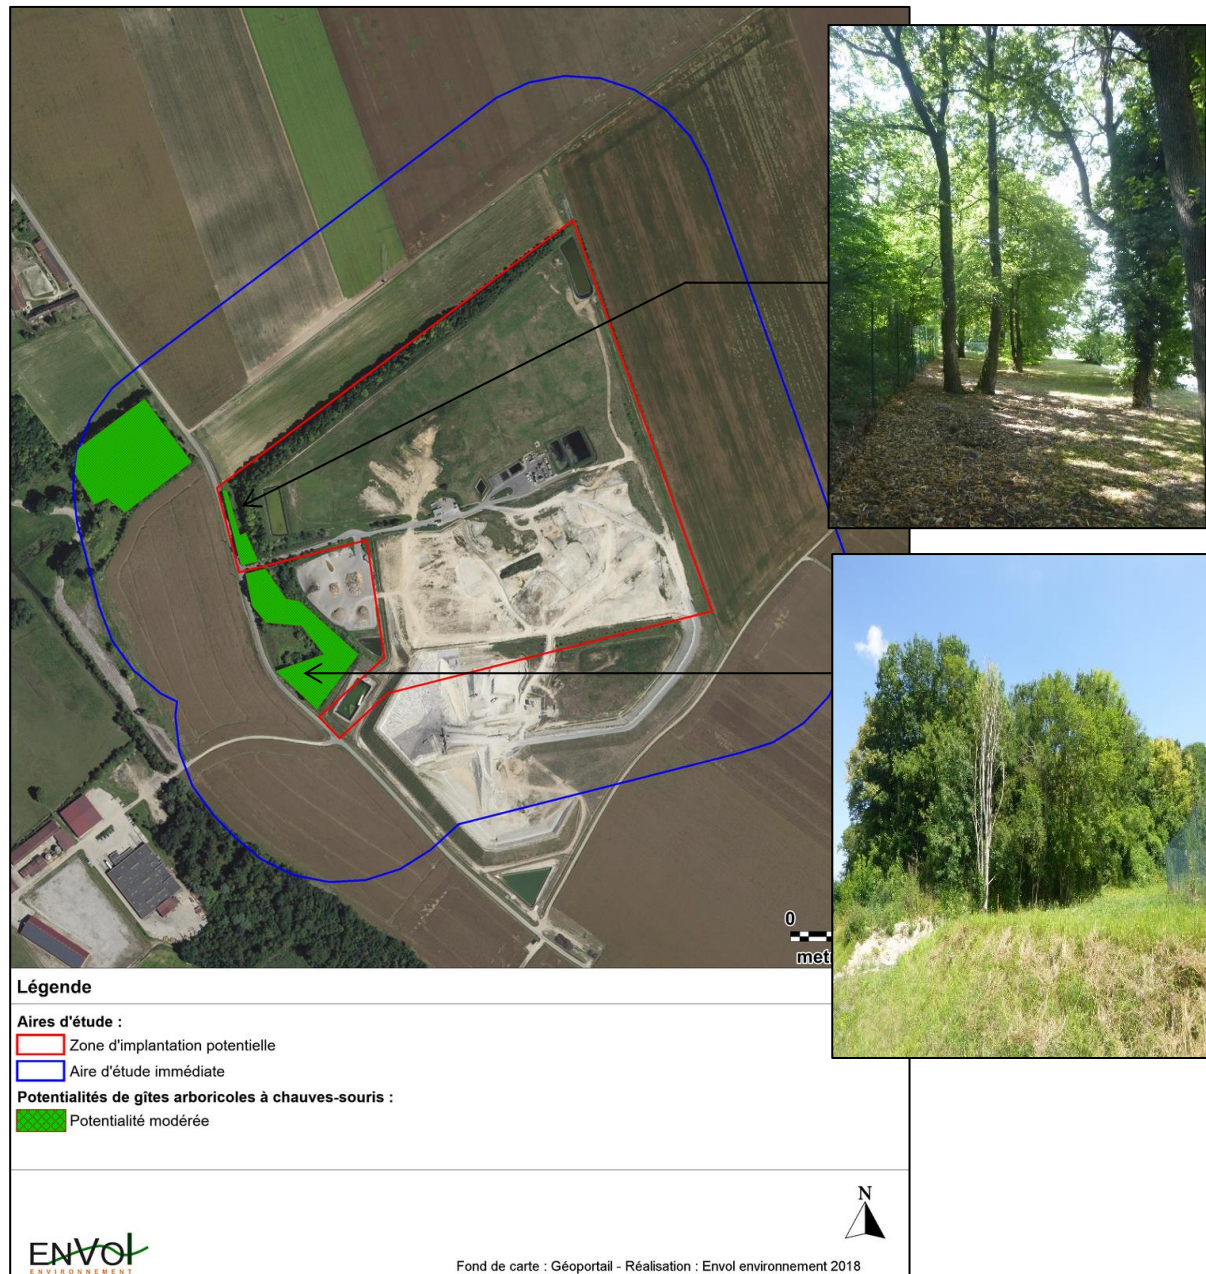 0
met
Légende
Aires d'étude :
Zone d'implantation potentielle
Aire d'étude immédiate
Potentialités de gîtes arboricoles à chauves-souris :
Potentialité modérée
N
ENVOl
ENVIRONNEMENT
Fond de carte : Géoportail - Réalisation : Envol environnement 2018